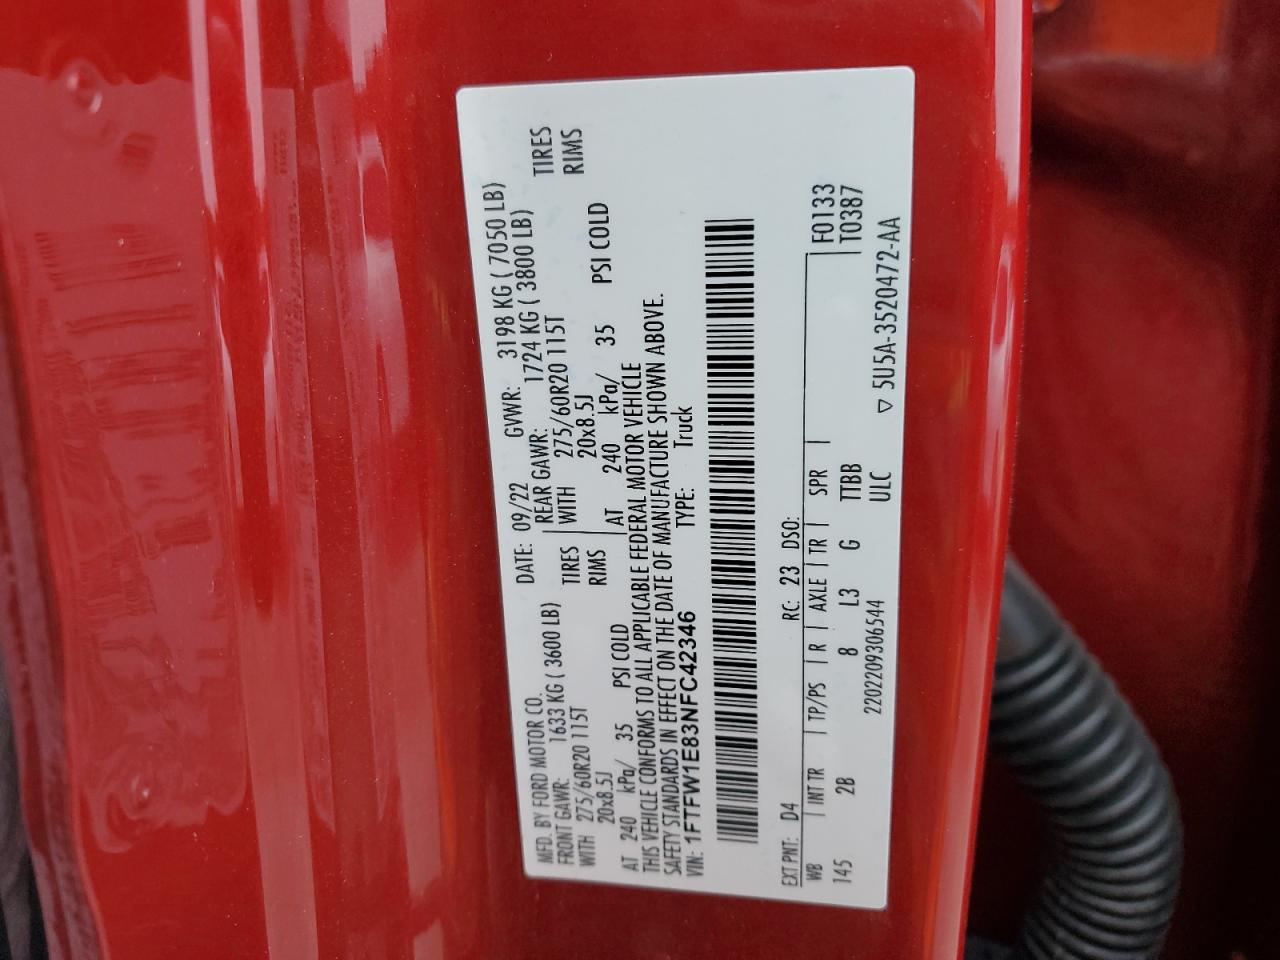 MFD. BY FORD MOTOR CO. DATE: 09/22 GVWR: 3198 KG ( 7050 LB)
FRONT GAWR: 1633 KG ( 3600 LB) REAR GAWR: 1724 KG ( 3800 LB)
WITH 275/60R20 115T TIRES WITH 275/60R20 115T TIRES
20x8.5J RIMS 20x8.5J RIMS
AT 240 kPa/ 35 PSI COLD AT 240 kPa/ 35 PSI COLD
THIS VEHICLE CONFORMS TO ALL APPLICABLE FEDERAL MOTOR VEHICLE
SAFETY STANDARDS IN EFFECT ON THE DATE OF MANUFACTURE SHOWN ABOVE.
VIN: 1FTFW1E83NFC42346 TYPE: Truck
EXT PNT: D4 RC: 23 DSO:
WB INT TR TP/PS R AXLE TR SPR F0133
145 2B 8 L3 G TTBB T0387
2202209306544 ULC ▽ 5U5A-3520472-AA